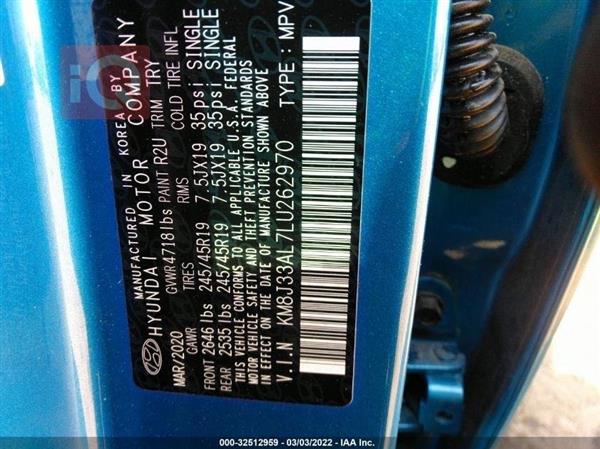 iQ
MANUFACTURED IN KOREA BY
HYUNDAI MOTOR COMPANY
MAR/2020 GVWR 4718 lbs PAINT R2U TRIM TRY
GAWR TIRES RIMS COLD TIRE INFL
FRONT 2646 lbs 245/45R19 7.5JX19 35psi SINGLE
REAR 2535 lbs 245/45R19 7.5JX19 35psi SINGLE
THIS VEHICLE CONFORMS TO ALL APPLICABLE U.S.A. FEDERAL
MOTOR VEHICLE SAFETY AND THEFT PREVENTION STANDARDS
IN EFFECT ON THE DATE OF MANUFACTURE SHOWN ABOVE
V.I.N : KM8J33AL7LU262970 TYPE : MPV
000-32512959 - 03/03/2022 - IAA Inc.